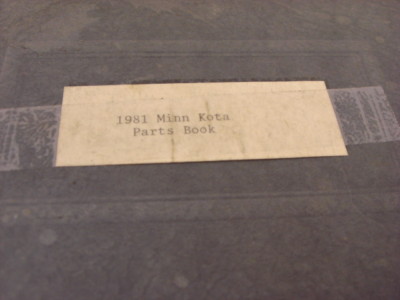 1981 Minn Kota
Parts Book